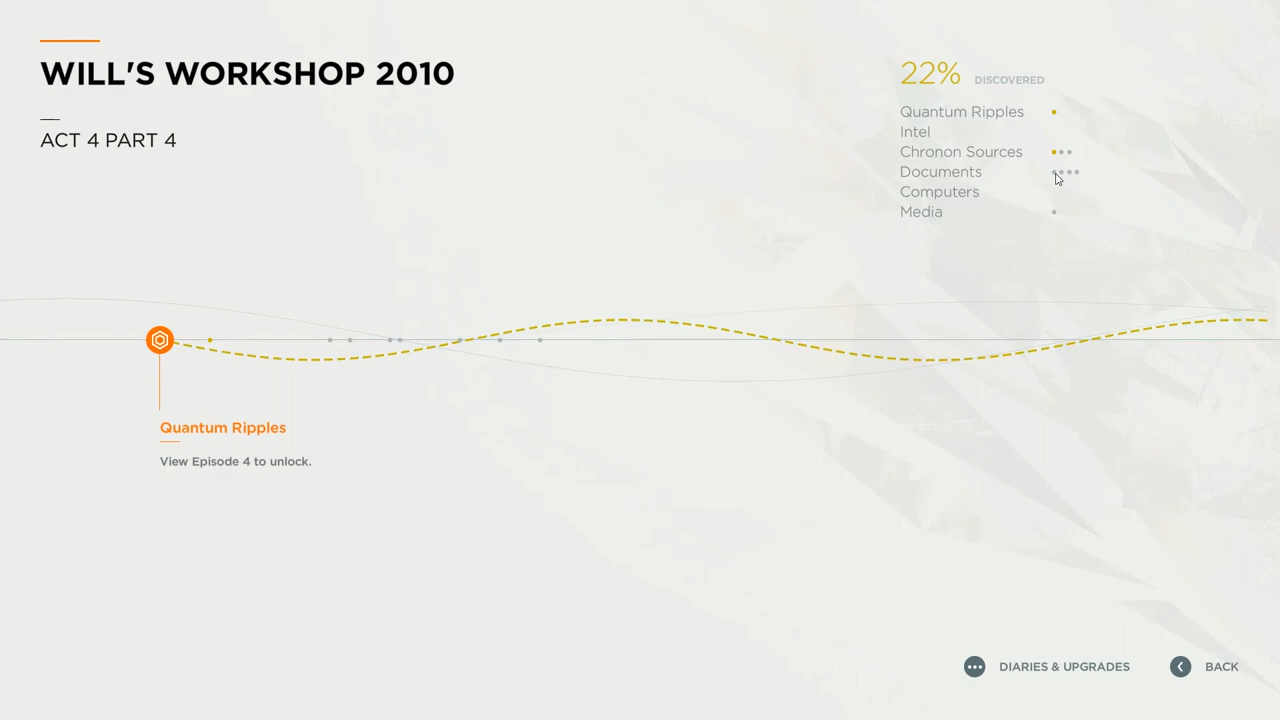 WILL'S WORKSHOP 2010
ACT 4 PART 4
22% DISCOVERED
Quantum Ripples
Intel
Chronon Sources
Documents
Computers
Media
Quantum Ripples
View Episode 4 to unlock.
DIARIES & UPGRADES
BACK